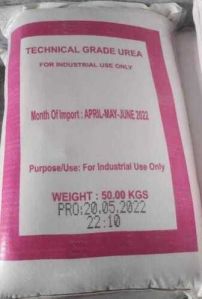 TECHNICAL GRADE UREA
FOR INDUSTRIAL USE ONLY
Month Of Import : APRIL-MAY-JUNE 2022
Purpose/Use: For Industrial Use Only
WEIGHT : 50.00 KGS
PRO:20.05.2022
22:10